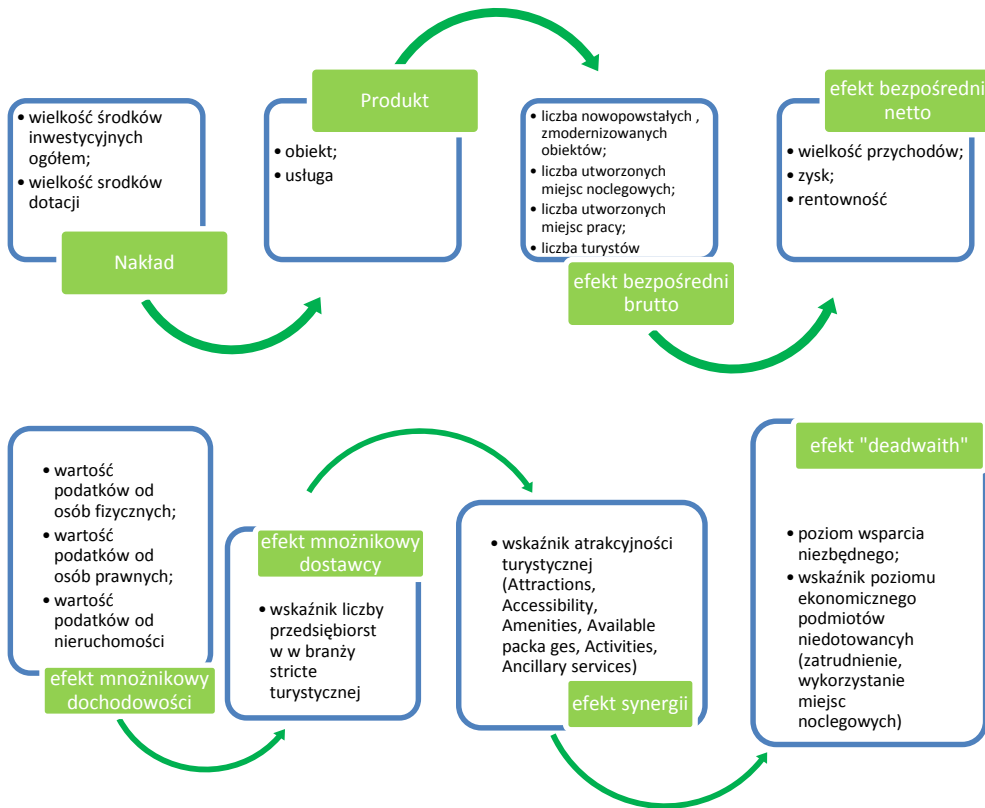 • wielkość środków
inwestycyjnych
ogółem;
• wielkość srodków
dotacji
Nakład
Produkt
• obiekt;
• usługa
• liczba nowopowstałych ,
zmodernizowanych
obiektów;
• liczba utworzonych
miejsc noclegowych;
• liczba utworzonych
miejsc pracy;
• liczba turystów
efekt bezpośredni
brutto
efekt bezpośredni
netto
• wielkość przychodów;
• zysk;
• rentowność
• wartość
podatków od
osób fizycznych;
• wartość
podatków od
osób prawnych;
• wartość
podatków od
nieruchomości
efekt mnożnikowy
dochodowości
efekt mnożnikowy
dostawcy
• wskaźnik liczby
przedsiębiorst
w w branży
stricte
turystycznej
• wskaźnik atrakcyjności
turystycznej
(Attractions,
Accessibility,
Amenities, Available
packa ges, Activities,
Ancillary services)
efekt synergii
efekt "deadwaith"
• poziom wsparcia
niezbędnego;
• wskaźnik poziomu
ekonomicznego
podmiotów
niedotowancyh
(zatrudnienie,
wykorzystanie
miejsc
noclegowych)